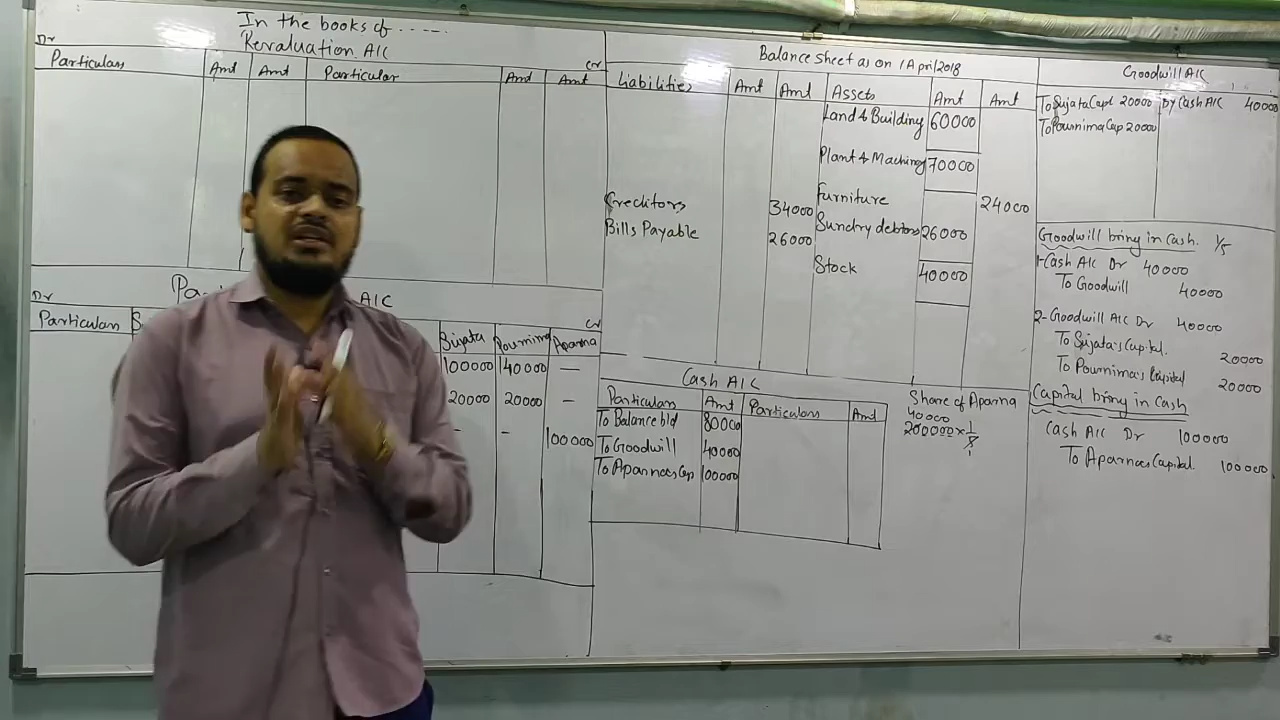 In the books of ......
Revaluation A/C
Dr
Cr
Particulars Amt Amt Particular Amt Amt
A/C
Dr
Cr
Particulars Sujata Pournima Aparna
100000 140000 —
20000 20000 —
- - 100000
Balance sheet as on 1 April 2018
Liabilities Amt Amt Assets Amt Amt
Land & Building 60000
Plant & Machiney 70000
Creditors 34000 Furniture 24000
Bills Payable 26000 Sundry debtors 26000
Stock 40000
Cash A/C
Particulars Amt Particulars Amt
To Balance b/d 80000
To Goodwill 40000
To Aparnaes Cap 100000
Share of Aparna
40000
200000 × 1/5
1
Goodwill A/C
To Sujata Capl 20000 By Cash A/C 40000
To Pournima Cap 20000
Goodwill bring in Cash. 1/5
1- Cash A/C Dr 40000
To Goodwill 40000
2- Goodwill A/C Dr 40000
To Sujata's Capital. 20000
To Pournima's Capital 20000
Capital bring in Cash
Cash A/C Dr 100000
To Aparnaes Capital. 100000